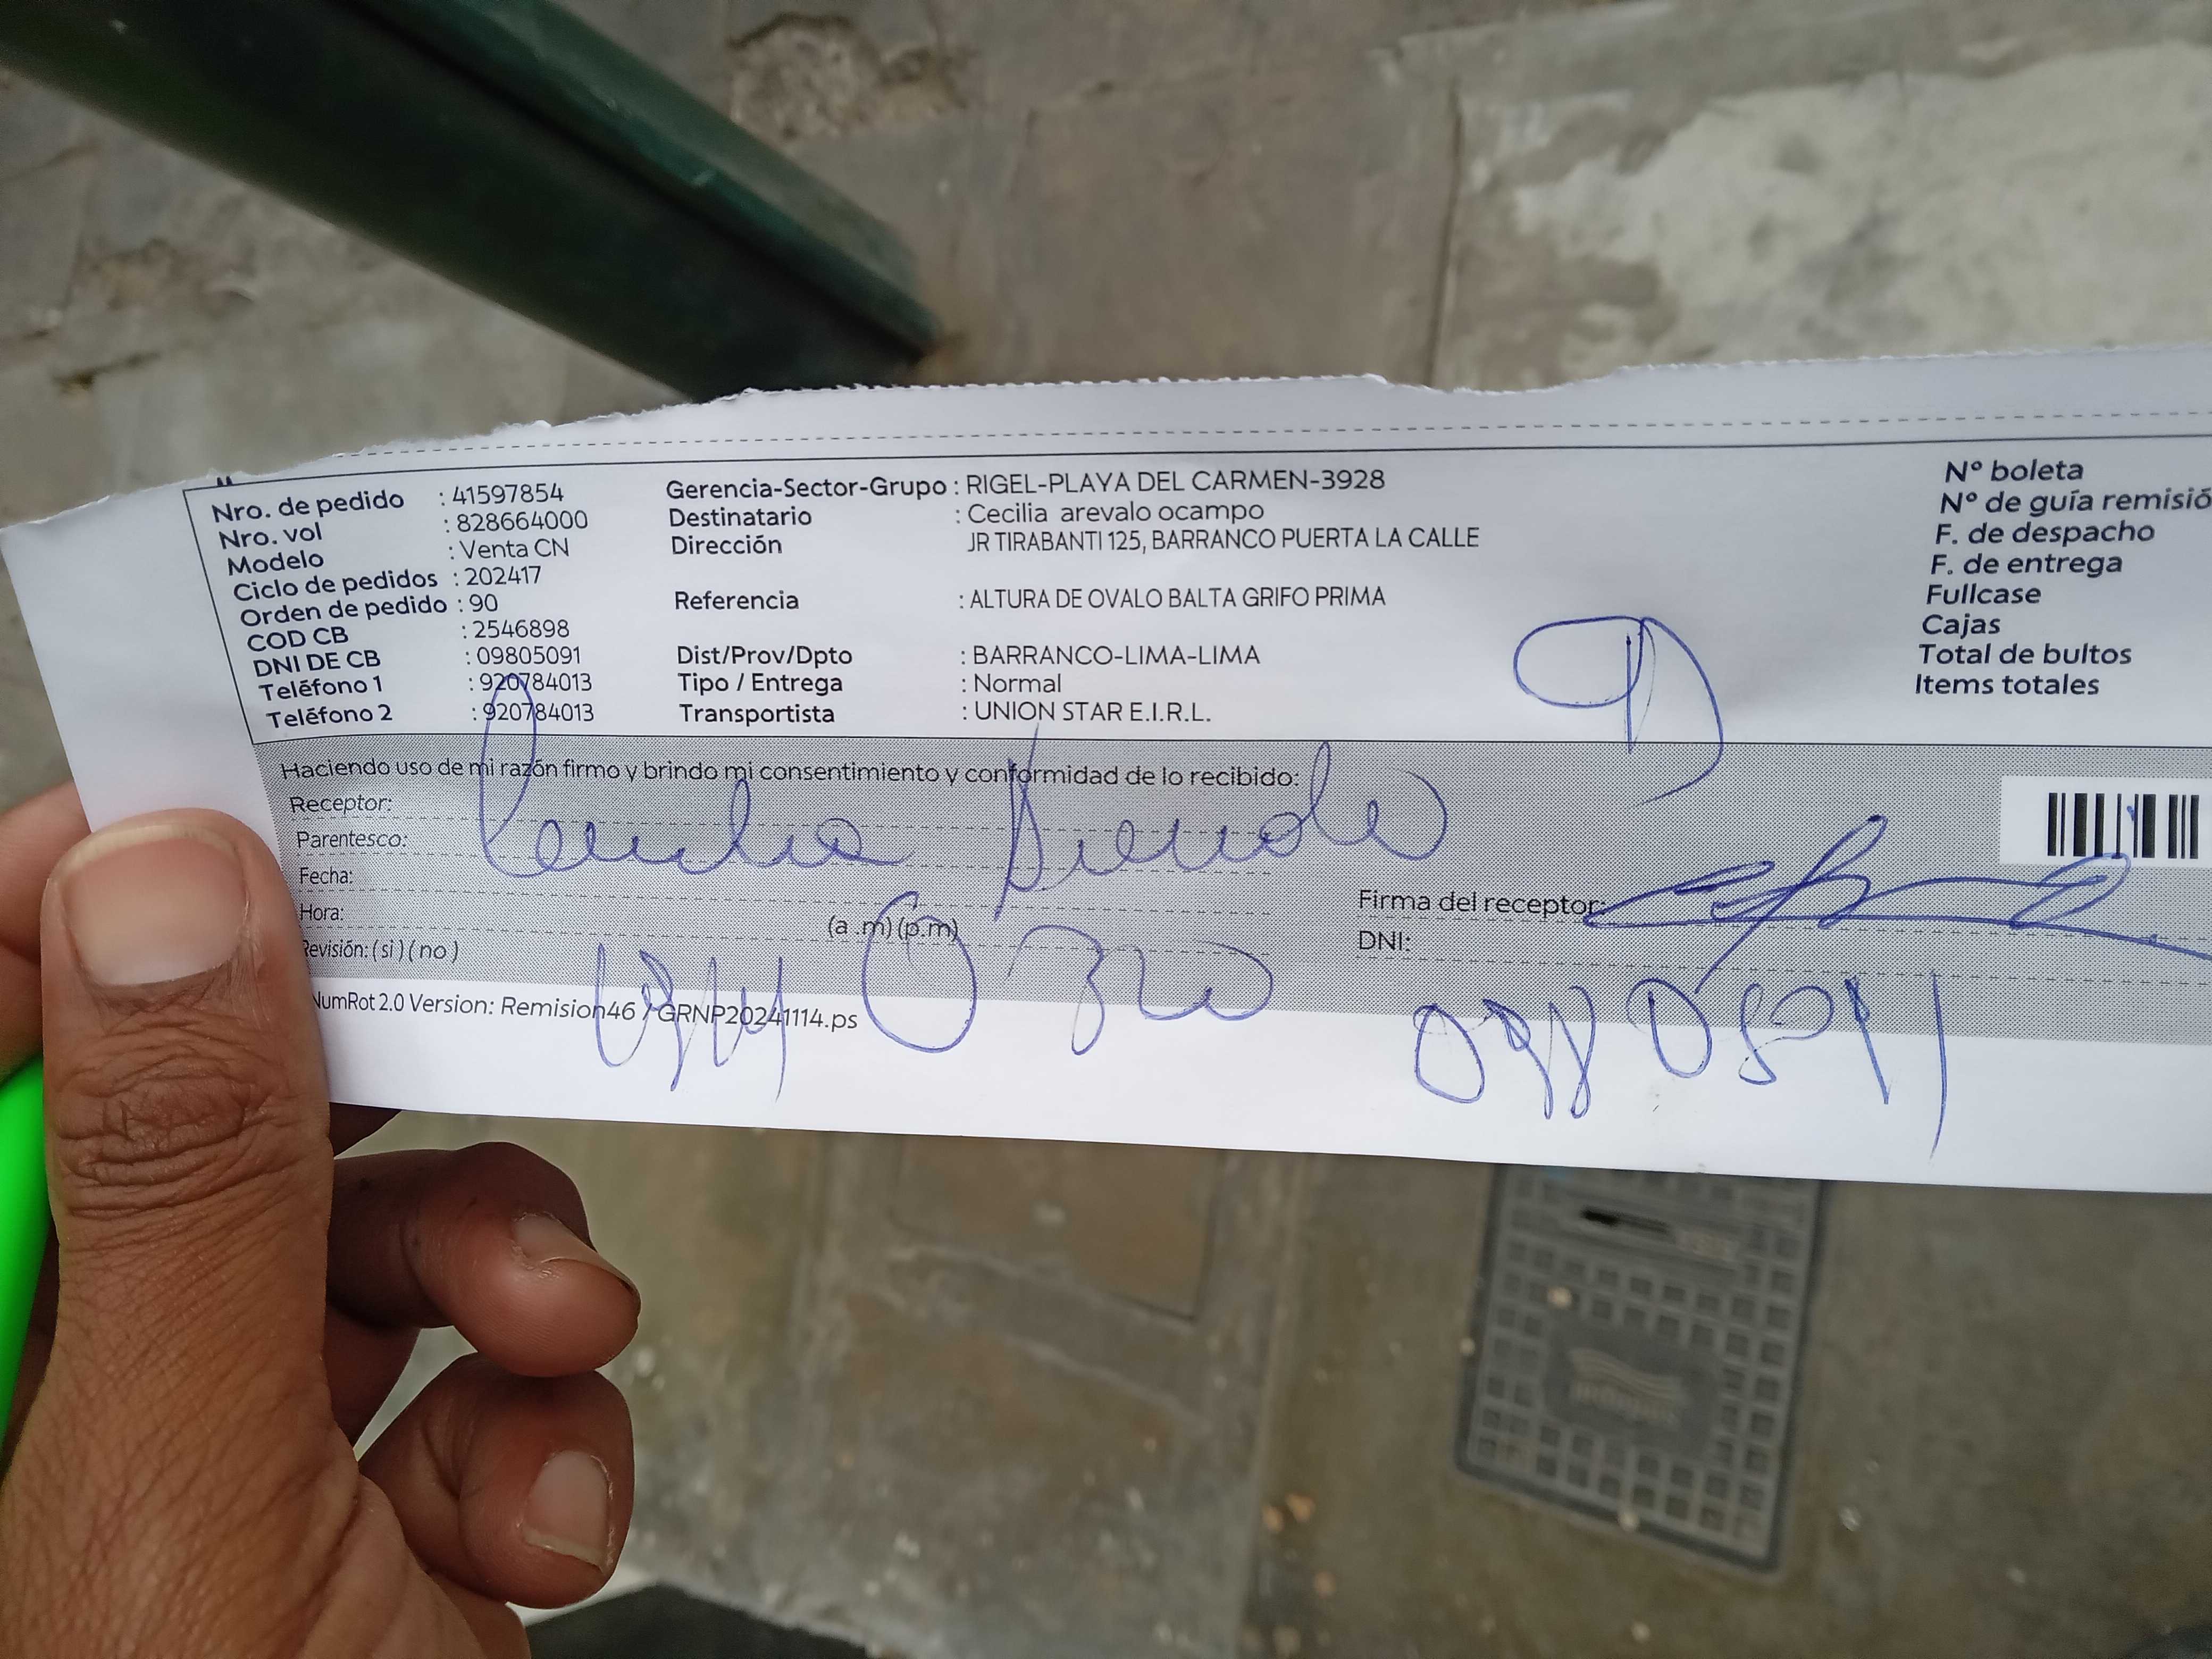 Nro. de pedido : 41597854
Nro. vol : 828664000
Modelo : Venta CN
Ciclo de pedidos : 202417
Orden de pedido : 90
COD CB : 2546898
DNI DE CB : 09805091
Teléfono 1 : 920784013
Teléfono 2 : 920784013
Gerencia-Sector-Grupo : RIGEL-PLAYA DEL CARMEN-3928
Destinatario : Cecilia arevalo ocampo
Dirección JR TIRABANTI 125, BARRANCO PUERTA LA CALLE
Referencia : ALTURA DE OVALO BALTA GRIFO PRIMA
Dist/Prov/Dpto : BARRANCO-LIMA-LIMA
Tipo / Entrega : Normal
Transportista : UNION STAR E.I.R.L.
Nº boleta
Nº de guía remisió
F. de despacho
F. de entrega
Fullcase
Cajas
Total de bultos
Items totales
Haciendo uso de mi razón firmo y brindo mi consentimiento y conformidad de lo recibido:
Receptor:
Parentesco:
Fecha:
Hora: (a .m) (p.m)
Revisión: ( si ) ( no )
Firma del receptor:
DNI: 09805091
NumRot 2.0 Version: Remision46 / GRNP20241114.ps